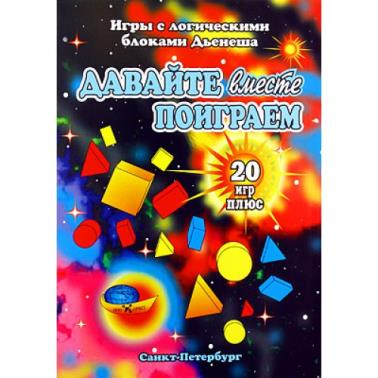 Игры с логическими
блоками Дьенеша
ДАВАЙТЕ вместе
ПОИГРАЕМ
20
игр
ПЛЮС
Санкт-Петербург